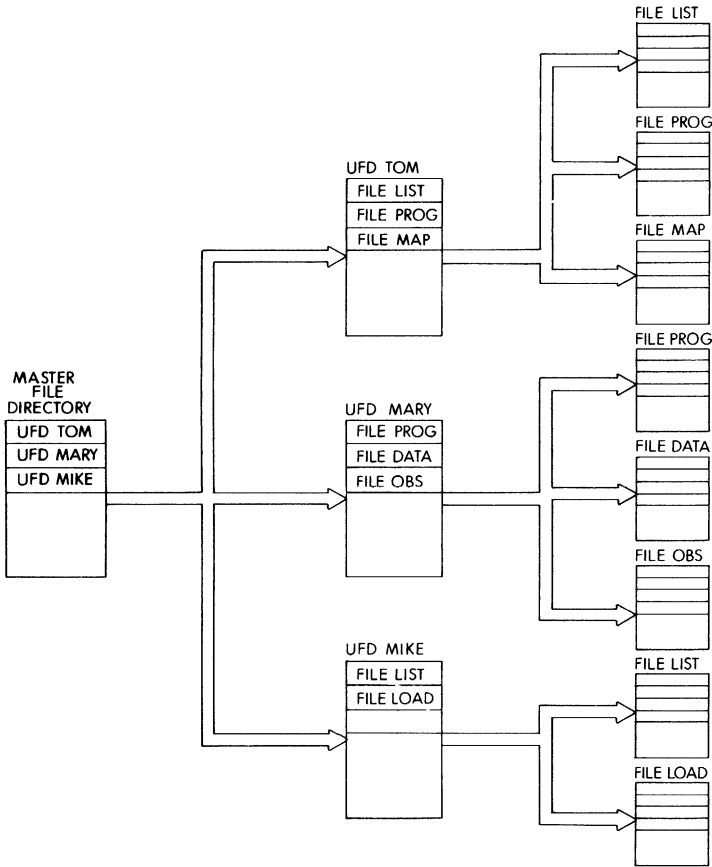 MASTER
FILE
DIRECTORY
UFD TOM
UFD MARY
UFD MIKE
UFD TOM
FILE LIST
FILE PROG
FILE MAP
UFD MARY
FILE PROG
FILE DATA
FILE OBS
UFD MIKE
FILE LIST
FILE LOAD
FILE LIST
FILE PROG
FILE MAP
FILE PROG
FILE DATA
FILE OBS
FILE LIST
FILE LOAD